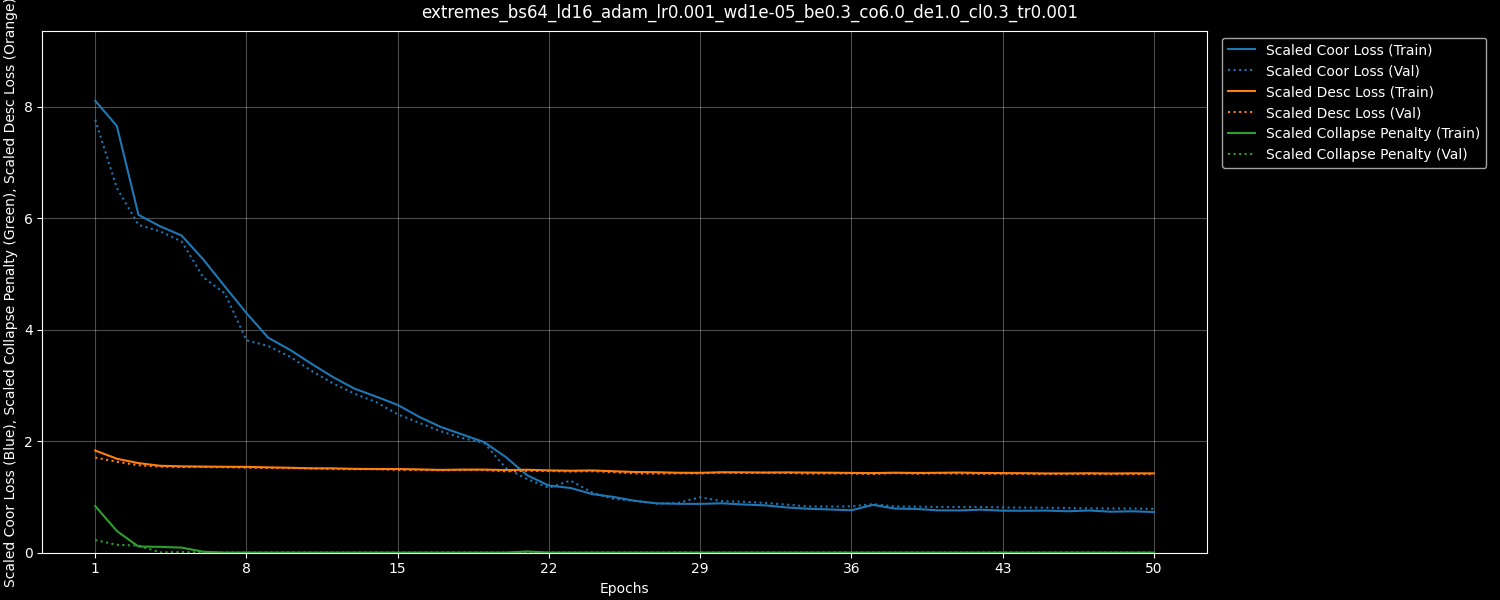 extremes_bs64_ld16_adam_lr0.001_wd1e-05_be0.3_co6.0_de1.0_cl0.3_tr0.001
Scaled Coor Loss (Blue), Scaled Collapse Penalty (Green), Scaled Desc Loss (Orange)
8
6
4
2
0
1 8 15 22 29 36 43 50
Epochs
Scaled Coor Loss (Train)
Scaled Coor Loss (Val)
Scaled Desc Loss (Train)
Scaled Desc Loss (Val)
Scaled Collapse Penalty (Train)
Scaled Collapse Penalty (Val)